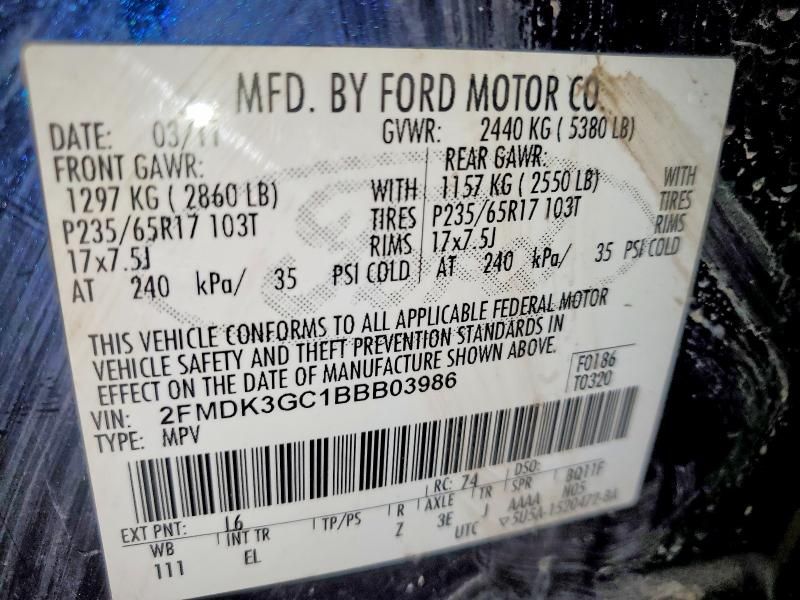 MFD. BY FORD MOTOR CO.
DATE: 03/11 GVWR: 2440 KG ( 5380 LB)
FRONT GAWR: REAR GAWR:
1297 KG ( 2860 LB) WITH 1157 KG ( 2550 LB) WITH
P235/65R17 103T TIRES P235/65R17 103T TIRES
17x7.5J RIMS 17x7.5J RIMS
AT 240 kPa/ 35 PSI COLD AT 240 kPa/ 35 PSI COLD
THIS VEHICLE CONFORMS TO ALL APPLICABLE FEDERAL MOTOR
VEHICLE SAFETY AND THEFT PREVENTION STANDARDS IN
EFFECT ON THE DATE OF MANUFACTURE SHOWN ABOVE.
VIN: 2FMDK3GC1BBB03986 F0186
TYPE: MPV T0320
EXT PNT: J6 RC: 74 DSO:
WB INT TR TP/PS R AXLE TR SPR BQ11F
111 EL Z 3E J AAAA N05
UTC 5U5A-1520472-BA